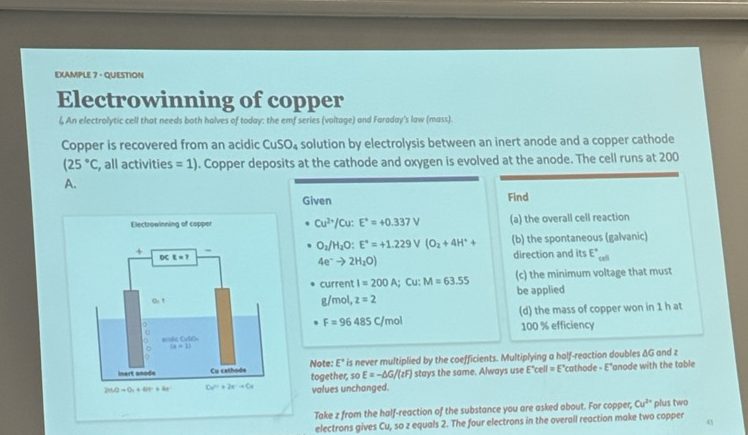 EXAMPLE 7 - QUESTION
Electrowinning of copper
An electrolytic cell that needs both halves of today: the emf series (voltage) and Faraday's law (mass).
Copper is recovered from an acidic CuSO₄ solution by electrolysis between an inert anode and a copper cathode
(25 °C, all activities = 1). Copper deposits at the cathode and oxygen is evolved at the anode. The cell runs at 200
A.
Electrowinning of copper
+ −
DC E = ?
O₂ ↑
acidic CuSO₄
(a = 1)
Inert anode
Cu cathode
2H₂O → O₂ + 4H⁺ + 4e⁻
Cu²⁺ + 2e⁻ → Cu
Given
• Cu²⁺/Cu: E° = +0.337 V
• O₂/H₂O: E° = +1.229 V (O₂ + 4H⁺ +
4e⁻ → 2H₂O)
• current I = 200 A; Cu: M = 63.55
g/mol, z = 2
• F = 96 485 C/mol
Find
(a) the overall cell reaction
(b) the spontaneous (galvanic)
direction and its E°cell
(c) the minimum voltage that must
be applied
(d) the mass of copper won in 1 h at
100 % efficiency
Note: E° is never multiplied by the coefficients. Multiplying a half-reaction doubles ΔG and z
together, so E = −ΔG/(zF) stays the same. Always use E°cell = E°cathode - E°anode with the table
values unchanged.
Take z from the half-reaction of the substance you are asked about. For copper, Cu²⁺ plus two
electrons gives Cu, so z equals 2. The four electrons in the overall reaction make two copper
41